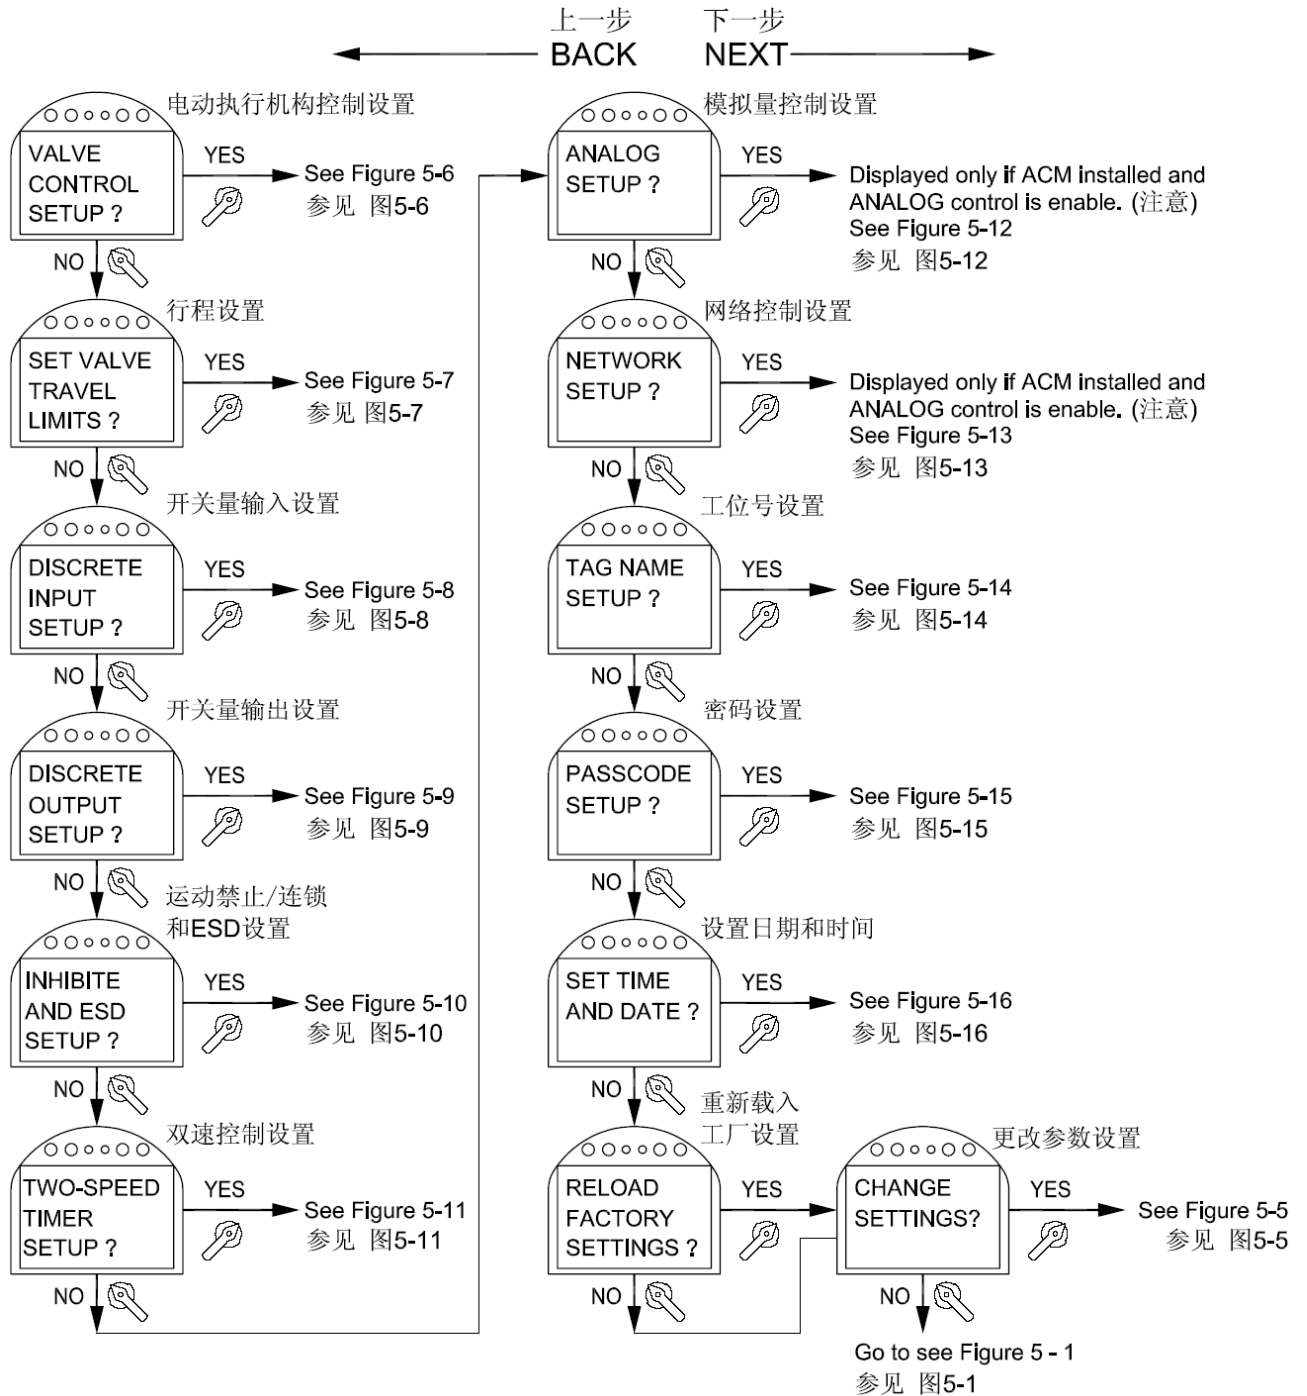 上一步
BACK
下一步
NEXT
电动执行机构控制设置
VALVE
CONTROL
SETUP ?
YES
See Figure 5-6
参见 图5-6
NO
行程设置
SET VALVE
TRAVEL
LIMITS ?
YES
See Figure 5-7
参见 图5-7
NO
开关量输入设置
DISCRETE
INPUT
SETUP ?
YES
See Figure 5-8
参见 图5-8
NO
开关量输出设置
DISCRETE
OUTPUT
SETUP ?
YES
See Figure 5-9
参见 图5-9
NO
运动禁止/连锁
和ESD设置
INHIBITE
AND ESD
SETUP ?
YES
See Figure 5-10
参见 图5-10
NO
双速控制设置
TWO-SPEED
TIMER
SETUP ?
YES
See Figure 5-11
参见 图5-11
NO
模拟量控制设置
ANALOG
SETUP ?
YES
Displayed only if ACM installed and
ANALOG control is enable. (注意)
See Figure 5-12
参见 图5-12
NO
网络控制设置
NETWORK
SETUP ?
YES
Displayed only if ACM installed and
ANALOG control is enable. (注意)
See Figure 5-13
参见 图5-13
NO
工位号设置
TAG NAME
SETUP ?
YES
See Figure 5-14
参见 图5-14
NO
密码设置
PASSCODE
SETUP ?
YES
See Figure 5-15
参见 图5-15
NO
设置日期和时间
SET TIME
AND DATE ?
YES
See Figure 5-16
参见 图5-16
NO
重新载入
工厂设置
RELOAD
FACTORY
SETTINGS ?
YES
NO
更改参数设置
CHANGE
SETTINGS?
YES
See Figure 5-5
参见 图5-5
NO
Go to see Figure 5 - 1
参见 图5-1